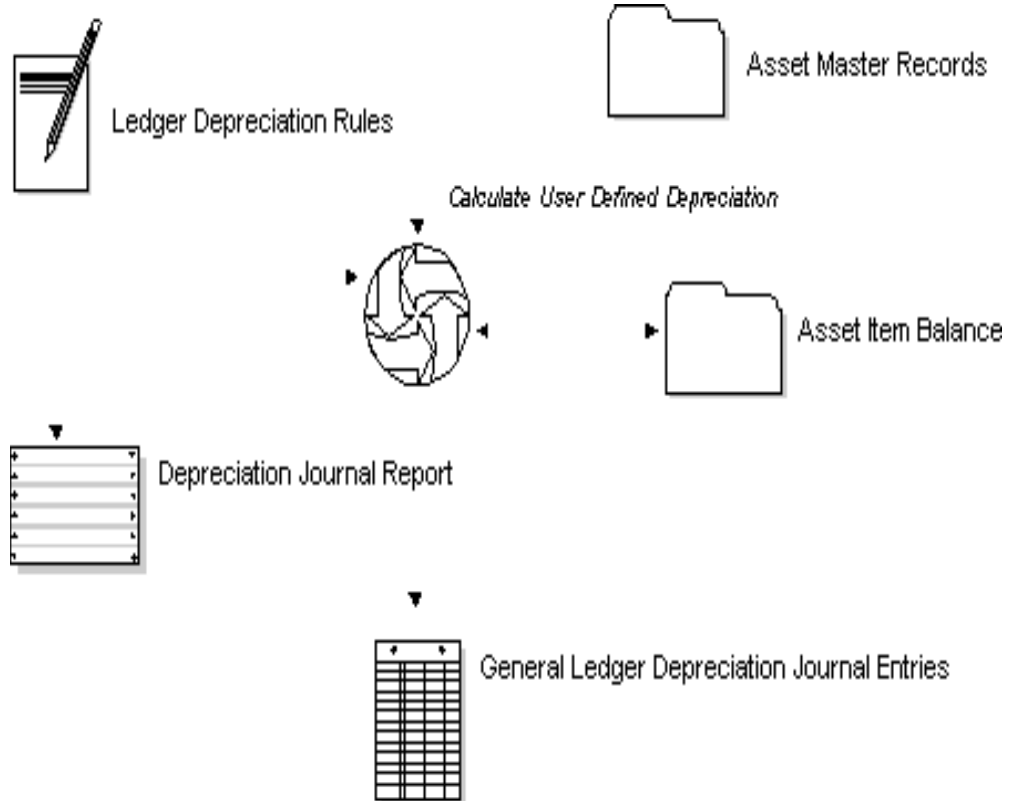 Asset Master Records
Ledger Depreciation Rules
Calculate User Defined Depreciation
Asset Item Balance
Depreciation Journal Report
General Ledger Depreciation Journal Entries